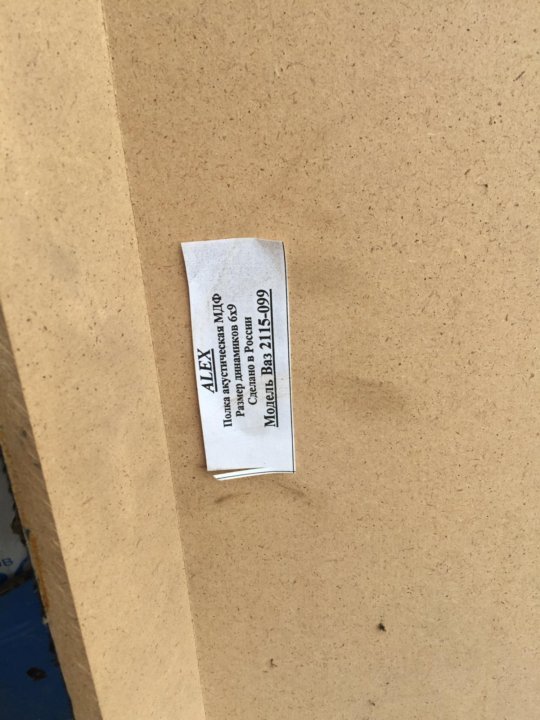 ALEX
Полка акустическая МДФ
Размер динамиков 6х9
Сделано в России
Модель Ваз 2115-099